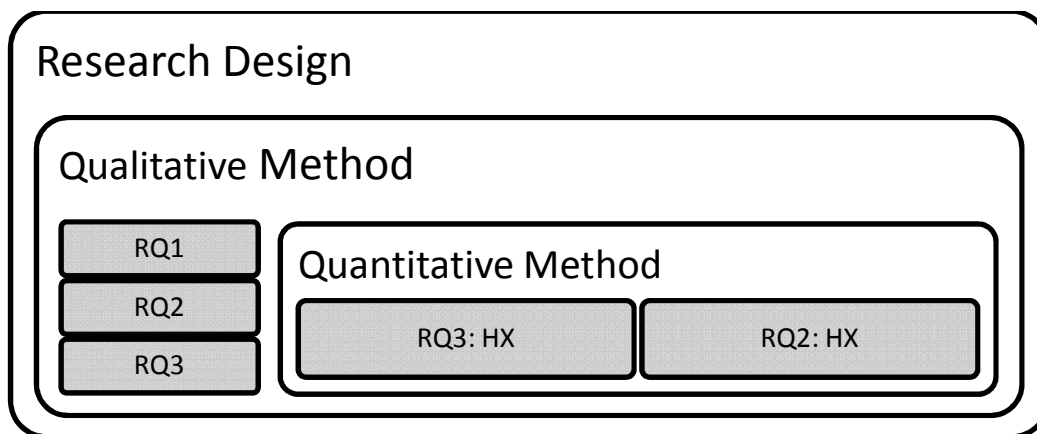 Research Design
Qualitative Method
RQ1
RQ2
RQ3
Quantitative Method
RQ3: HX
RQ2: HX